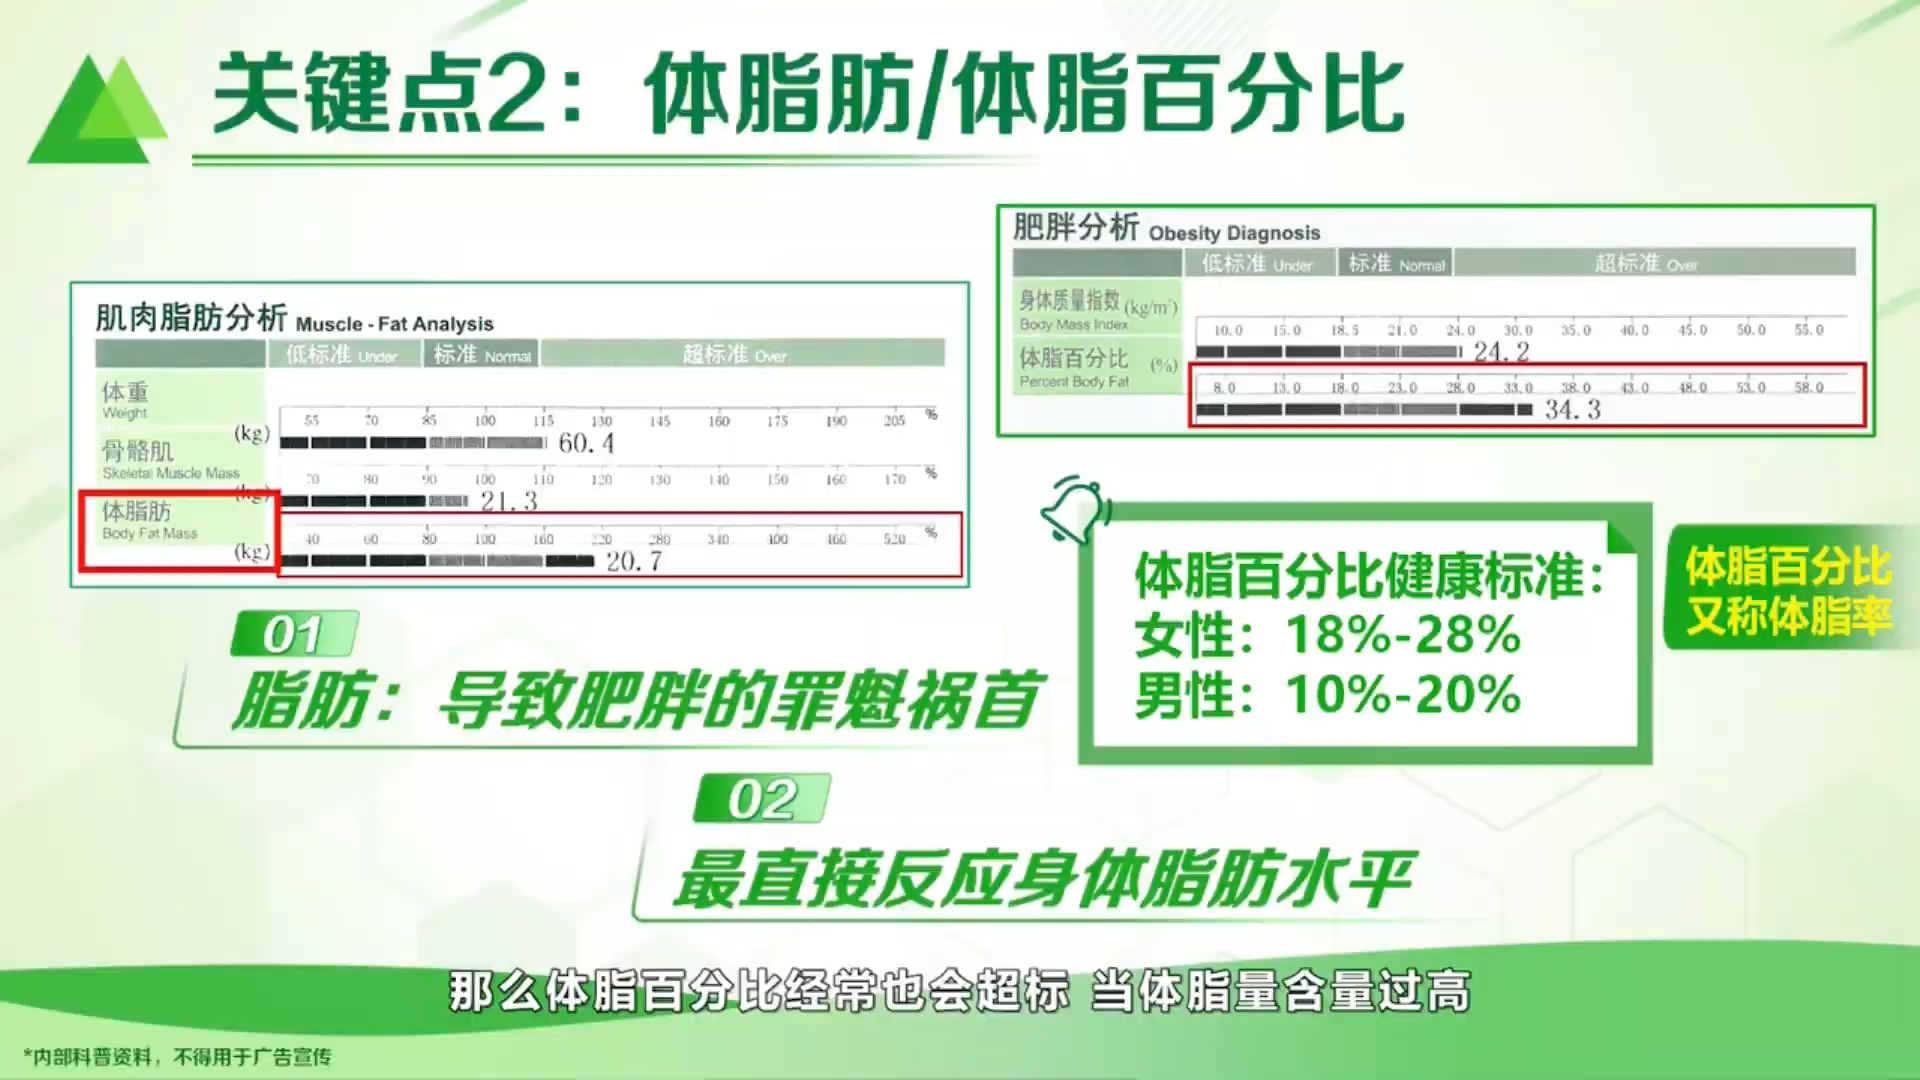 关键点2：体脂肪/体脂百分比
肥胖分析 Obesity Diagnosis
低标准 Under 标准 Normal 超标准 Over
身体质量指数 (kg/m²)
Body Mass Index
10.0 15.0 18.5 21.0 24.0 30.0 35.0 40.0 45.0 50.0 55.0
24.2
体脂百分比 (%)
Percent Body Fat
8.0 13.0 18.0 23.0 28.0 33.0 38.0 43.0 48.0 53.0 58.0
34.3
肌肉脂肪分析 Muscle - Fat Analysis
低标准 Under 标准 Normal 超标准 Over
体重
Weight
(kg)
55 70 85 100 115 130 145 160 175 190 205 %
60.4
骨骼肌
Skeletal Muscle Mass
(kg)
70 80 90 100 110 120 130 140 150 160 170 %
21.3
体脂肪
Body Fat Mass
(kg)
40 60 80 100 160 220 280 340 400 460 520 %
20.7
体脂百分比健康标准：
女性：18%-28%
男性：10%-20%
体脂百分比
又称体脂率
01
脂肪：导致肥胖的罪魁祸首
02
最直接反应身体脂肪水平
那么体脂百分比经常也会超标 当体脂量含量过高
*内部科普资料，不得用于广告宣传